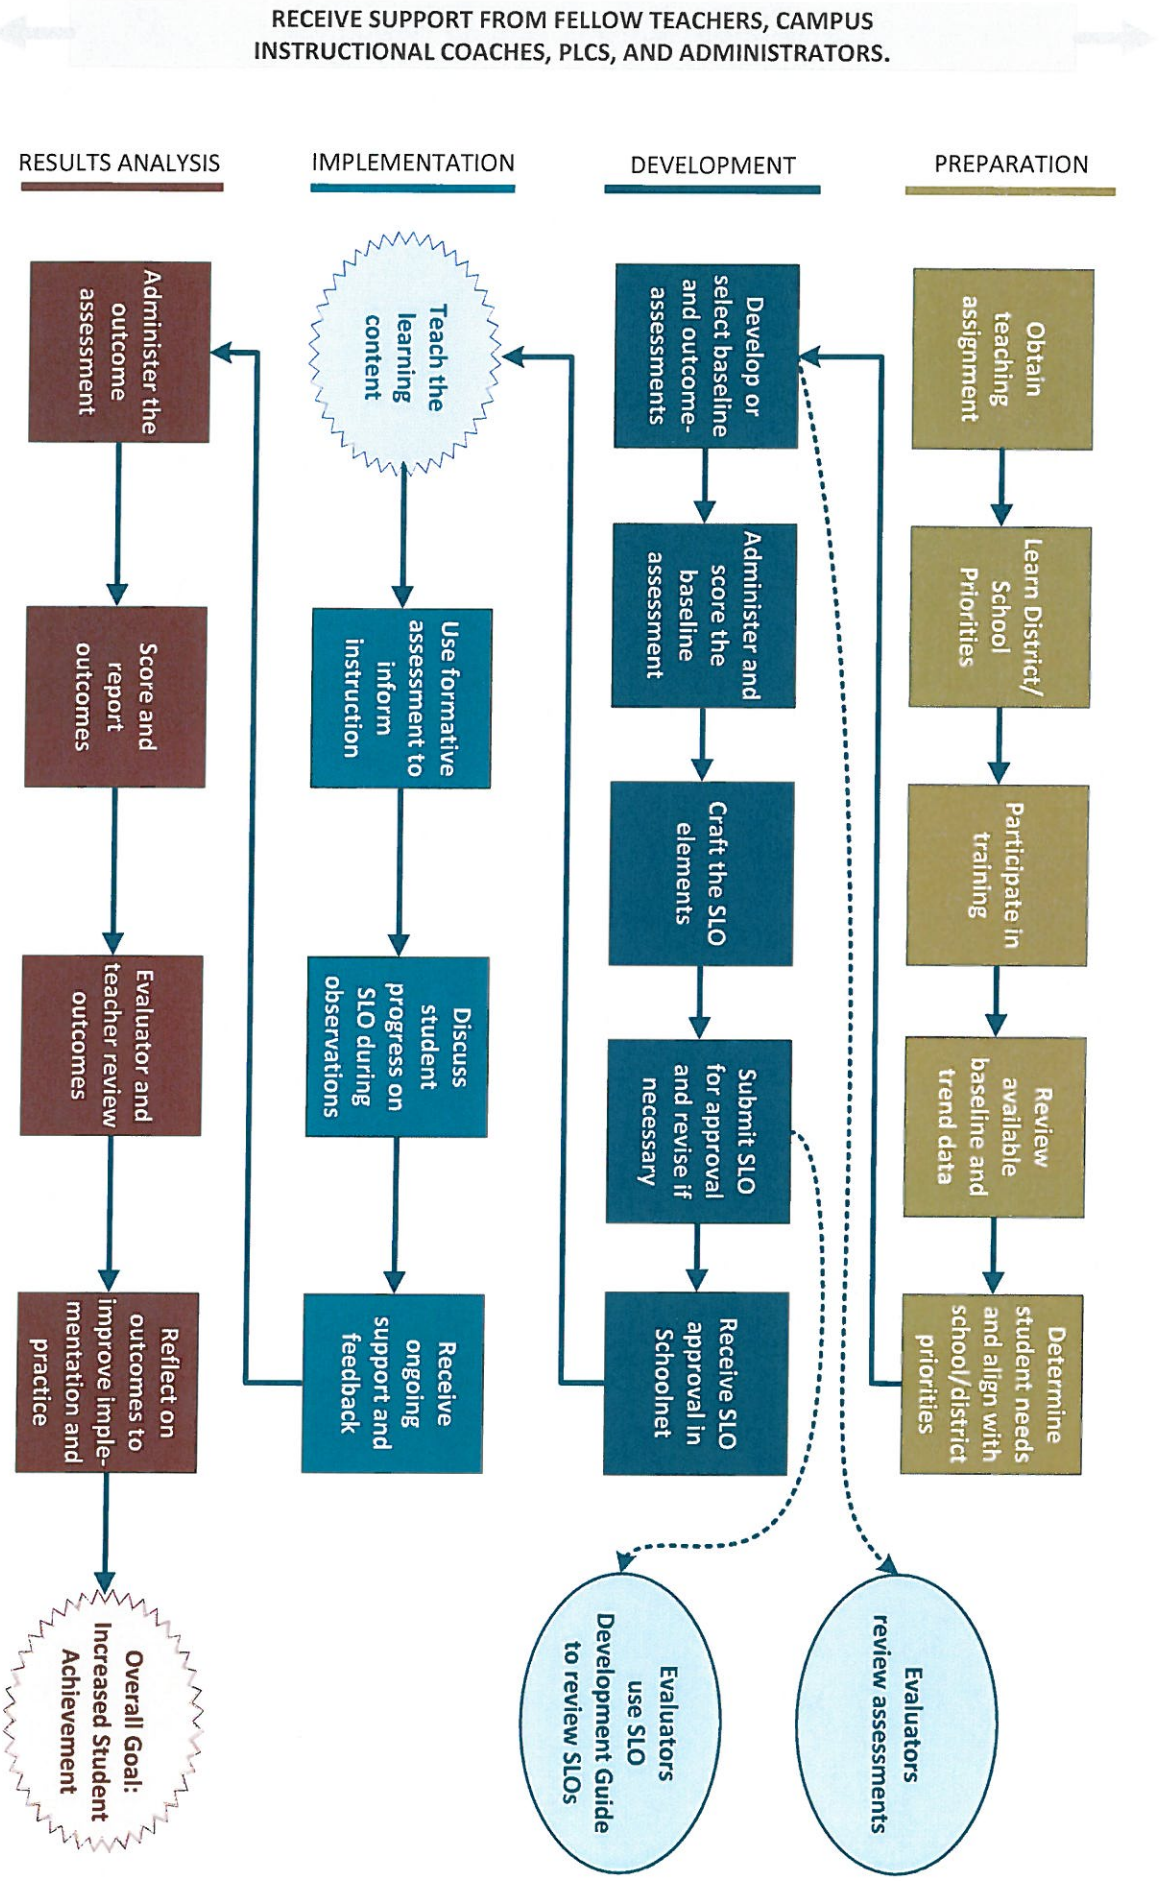 RECEIVE SUPPORT FROM FELLOW TEACHERS, CAMPUS
INSTRUCTIONAL COACHES, PLCS, AND ADMINISTRATORS.
PREPARATION
Obtain
teaching
assignment
Learn District/
School
Priorities
Participate in
training
Review
available
baseline and
trend data
Determine
student needs
and align with
school/district
priorities
DEVELOPMENT
Develop or
select baseline
and outcome-
assessments
Administer and
score the
baseline
assessment
Craft the SLO
elements
Submit SLO
for approval
and revise if
necessary
Receive SLO
approval in
Schoolnet
Evaluators
review assessments
Evaluators
use SLO
Development Guide
to review SLOs
IMPLEMENTATION
Teach the
learning
content
Use formative
assessment to
inform
instruction
Discuss
student
progress on
SLO during
observations
Receive
ongoing
support and
feedback
RESULTS ANALYSIS
Administer the
outcome
assessment
Score and
report
outcomes
Evaluator and
teacher review
outcomes
Reflect on
outcomes to
improve imple-
mentation and
practice
Overall Goal:
Increased Student
Achievement